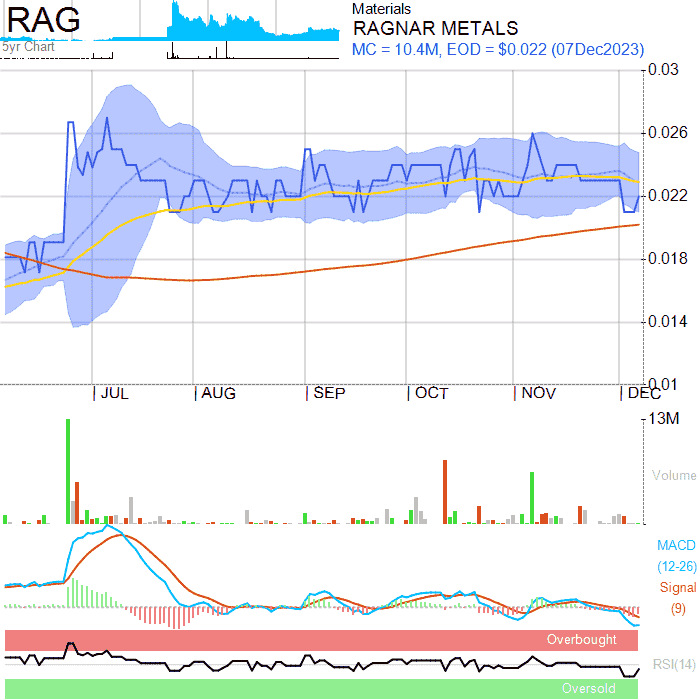 RAG
5yr Chart
Materials
RAGNAR METALS
MC = 10.4M, EOD = $0.022 (07Dec2023)
0.03
0.026
0.022
0.018
0.014
0.01
JUL
AUG
SEP
OCT
NOV
DEC
13M
Volume
MACD
(12-26)
Signal
(9)
Overbought
RSI(14)
Oversold